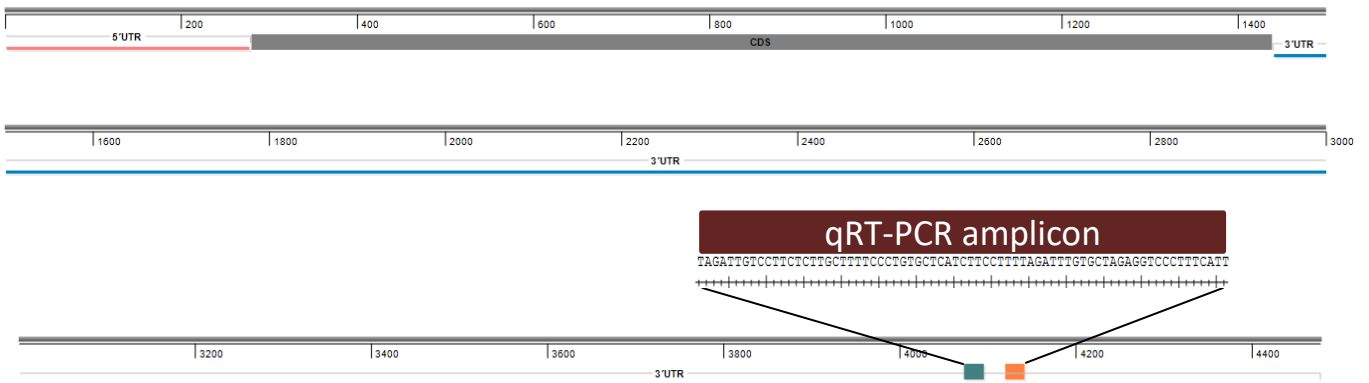 200 400 600 800 1000 1200 1400
5'UTR CDS 3'UTR
1600 1800 2000 2200 2400 2600 2800 3000
3'UTR
qRT-PCR amplicon
TAGATTGTCCTTCTCTTGCTTTTCCCTGTGCTCATCTTCCTTTTAGATTTGTGCTAGAGGTCCCTTTCATT
3200 3400 3600 3800 4000 4200 4400
3'UTR